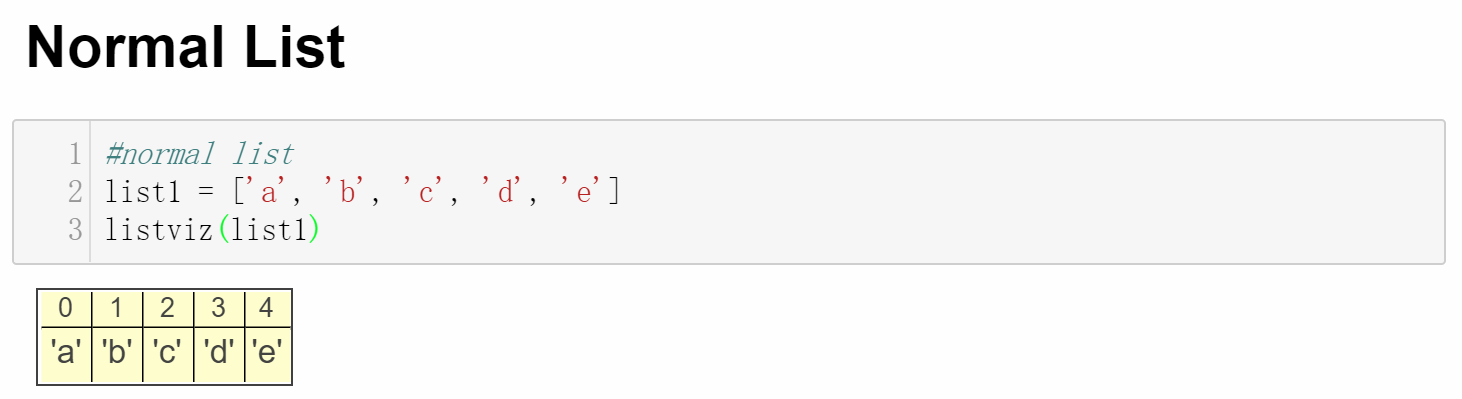 Normal List
1 #normal list
2 list1 = ['a', 'b', 'c', 'd', 'e']
3 listviz(list1)
0 1 2 3 4
'a' 'b' 'c' 'd' 'e'